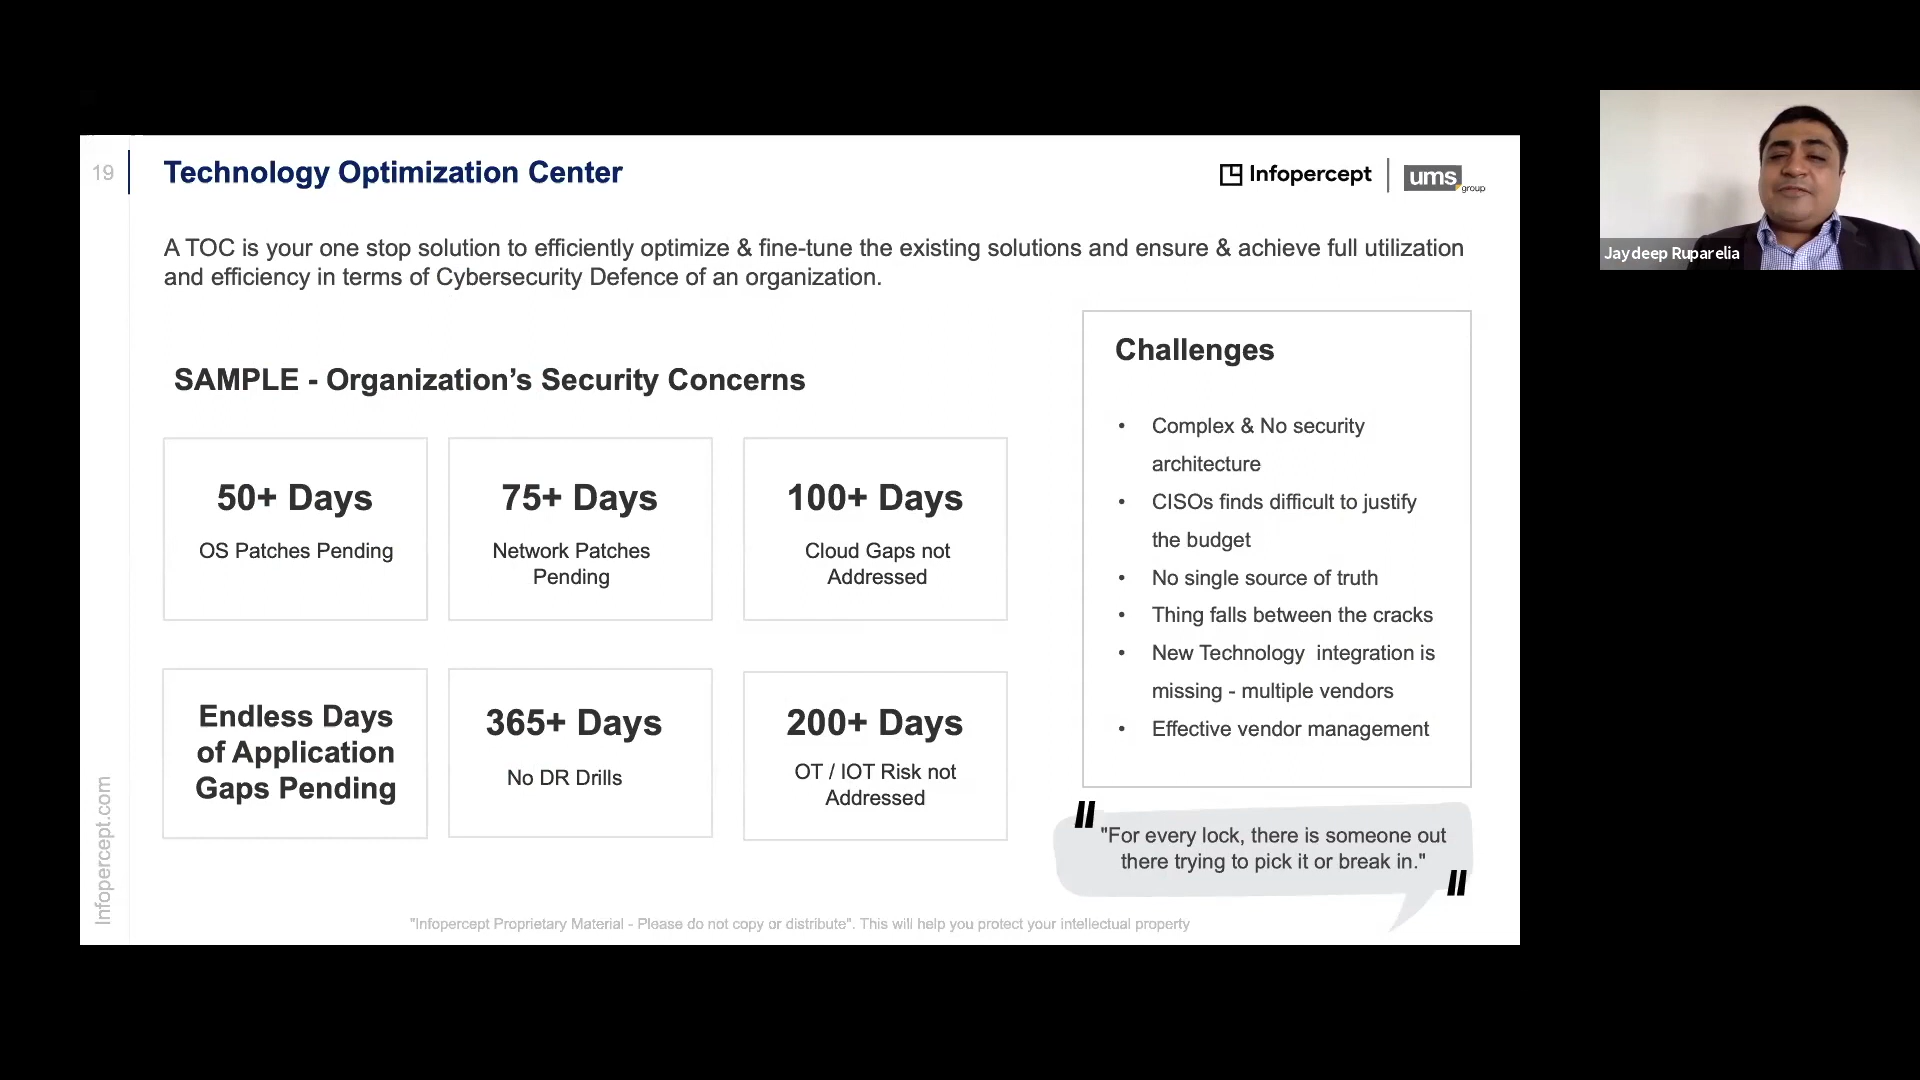 19
Technology Optimization Center
Infopercept
ums
group
Jaydeep Ruparelia
A TOC is your one stop solution to efficiently optimize & fine-tune the existing solutions and ensure & achieve full utilization
and efficiency in terms of Cybersecurity Defence of an organization.
SAMPLE - Organization’s Security Concerns
50+ Days
OS Patches Pending
75+ Days
Network Patches
Pending
100+ Days
Cloud Gaps not
Addressed
Endless Days
of Application
Gaps Pending
365+ Days
No DR Drills
200+ Days
OT / IOT Risk not
Addressed
Challenges
• Complex & No security
architecture
• CISOs finds difficult to justify
the budget
• No single source of truth
• Thing falls between the cracks
• New Technology  integration is
missing - multiple vendors
• Effective vendor management
"For every lock, there is someone out
there trying to pick it or break in."
Infopercept.com
"Infopercept Proprietary Material - Please do not copy or distribute". This will help you protect your intellectual property